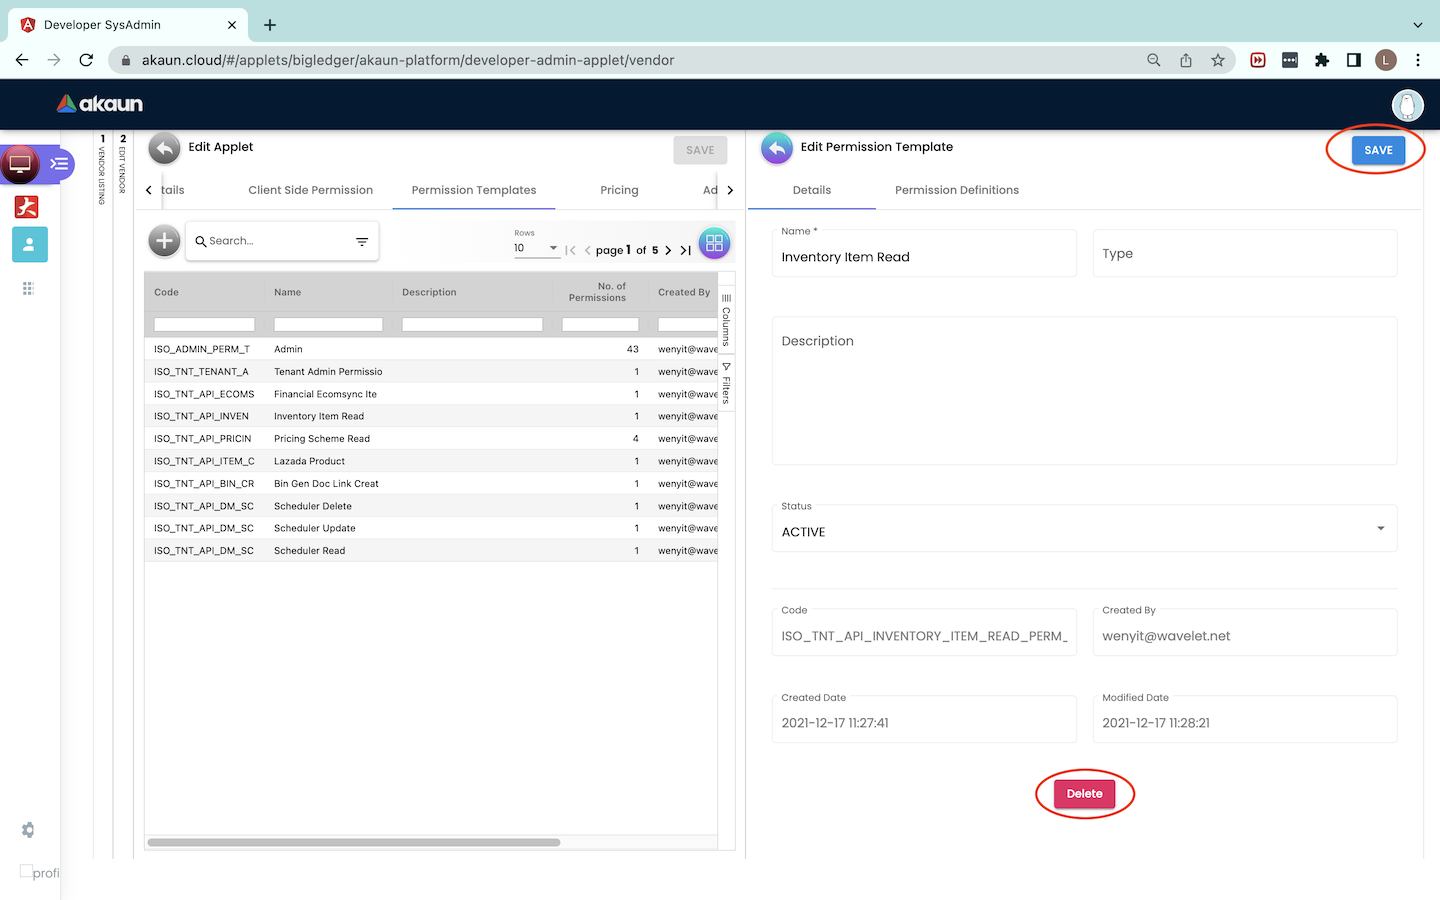 Developer SysAdmin
akaun.cloud/#/applets/bigledger/akaun-platform/developer-admin-applet/vendor
L
akaun
1 VENDOR LISTING
2 EDIT VENDOR
Edit Applet
SAVE
tails
Client Side Permission
Permission Templates
Pricing
Ad
Search...
Rows
10
page 1 of 5
Code
Name
Description
No. of
Permissions
Created By
Columns
Filters
ISO_ADMIN_PERM_T Admin 43 wenyit@wave
ISO_TNT_TENANT_A Tenant Admin Permissio 1 wenyit@wave
ISO_TNT_API_ECOMS Financial Ecomsync Ite 1 wenyit@wave
ISO_TNT_API_INVEN Inventory Item Read 1 wenyit@wave
ISO_TNT_API_PRICIN Pricing Scheme Read 4 wenyit@wave
ISO_TNT_API_ITEM_C Lazada Product 1 wenyit@wave
ISO_TNT_API_BIN_CR Bin Gen Doc Link Creat 1 wenyit@wave
ISO_TNT_API_DM_SC Scheduler Delete 1 wenyit@wave
ISO_TNT_API_DM_SC Scheduler Update 1 wenyit@wave
ISO_TNT_API_DM_SC Scheduler Read 1 wenyit@wave
Edit Permission Template
SAVE
Details
Permission Definitions
Name *
Inventory Item Read
Type
Description
Status
ACTIVE
Code
ISO_TNT_API_INVENTORY_ITEM_READ_PERM_
Created By
wenyit@wavelet.net
Created Date
2021-12-17 11:27:41
Modified Date
2021-12-17 11:28:21
Delete
profi